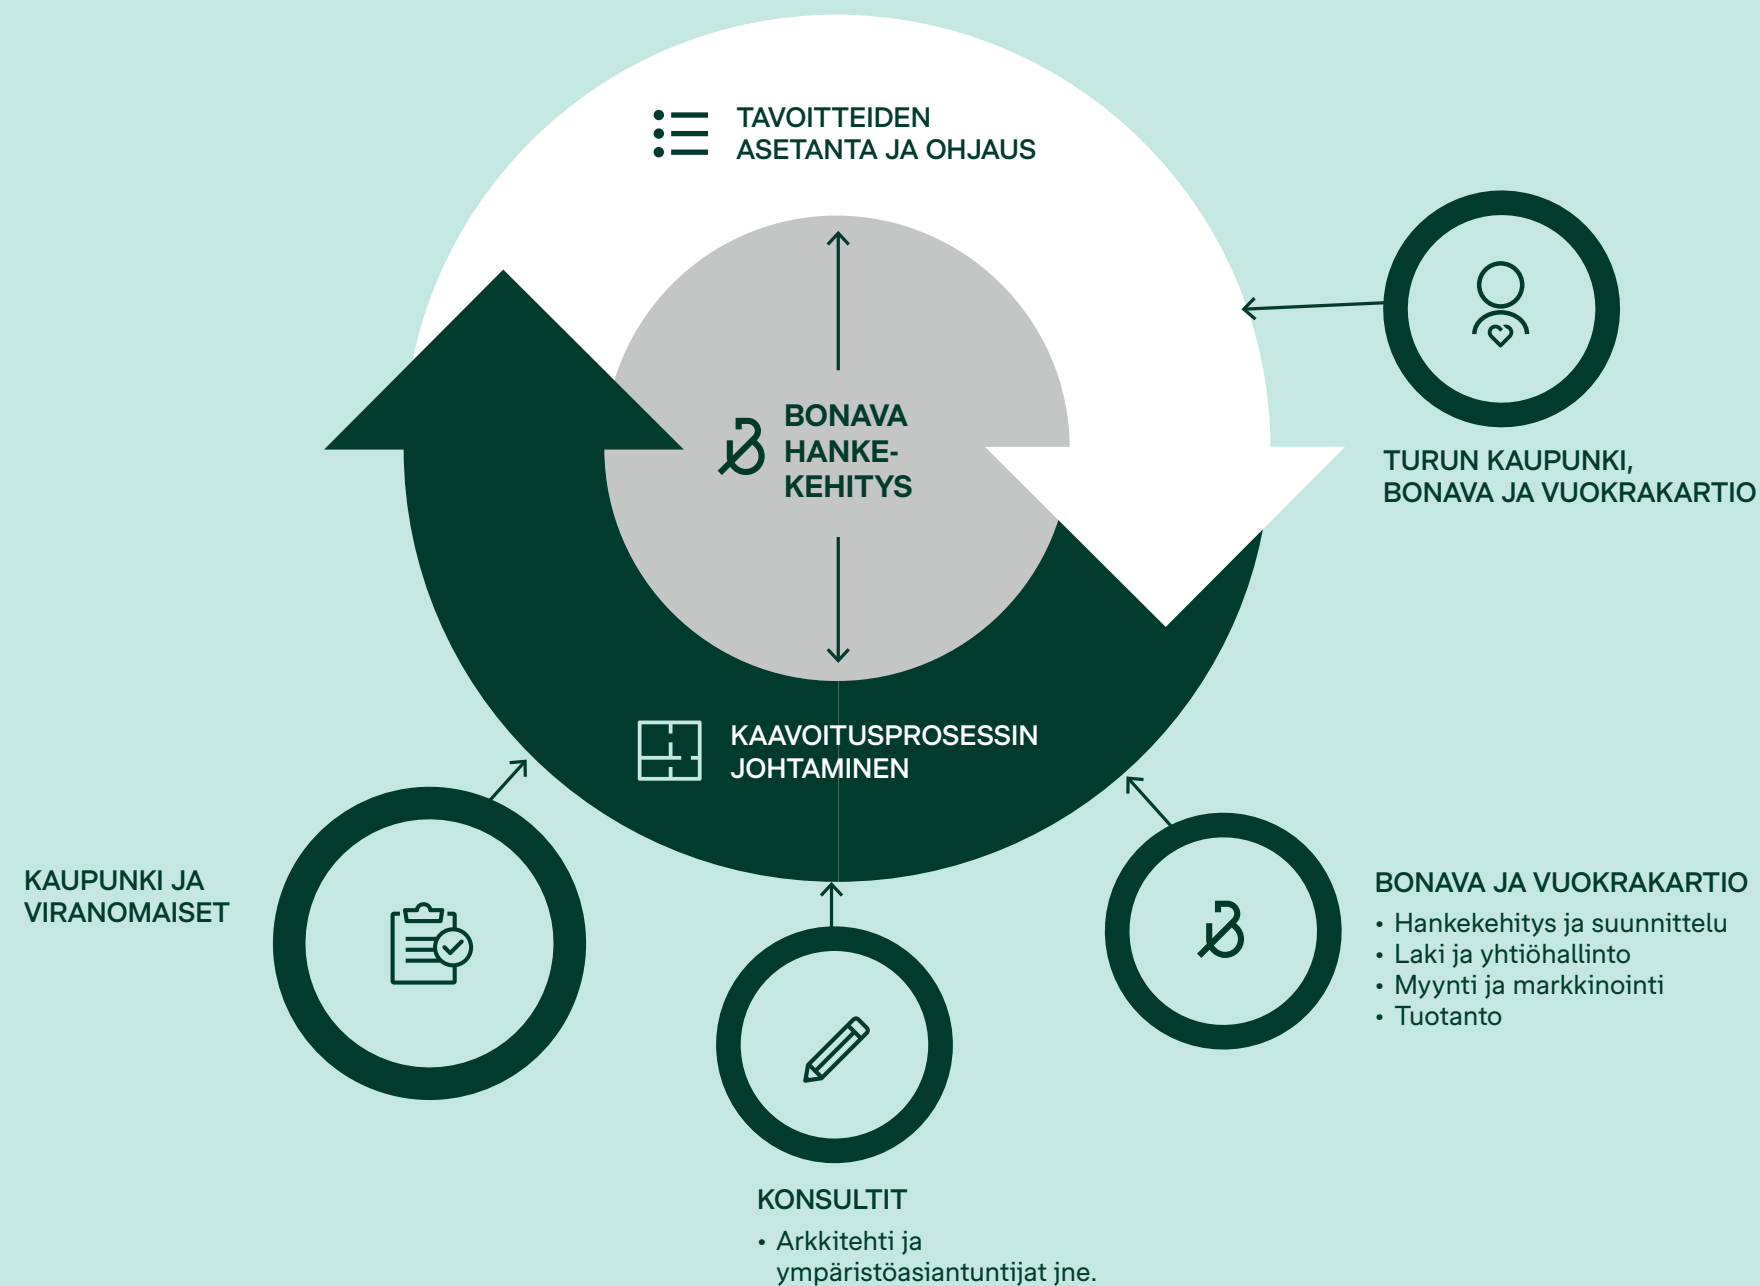 TAVOITTEIDEN
ASETANTA JA OHJAUS
BONAVA
HANKE-
KEHITYS
TURUN KAUPUNKI,
BONAVA JA VUOKRAKARTIO
KAAVOITUSPROSESSIN
JOHTAMINEN
KAUPUNKI JA
VIRANOMAISET
BONAVA JA VUOKRAKARTIO
• Hankekehitys ja suunnittelu
• Laki ja yhtiöhallinto
• Myynti ja markkinointi
• Tuotanto
KONSULTIT
• Arkkitehti ja
ympäristöasiantuntijat jne.